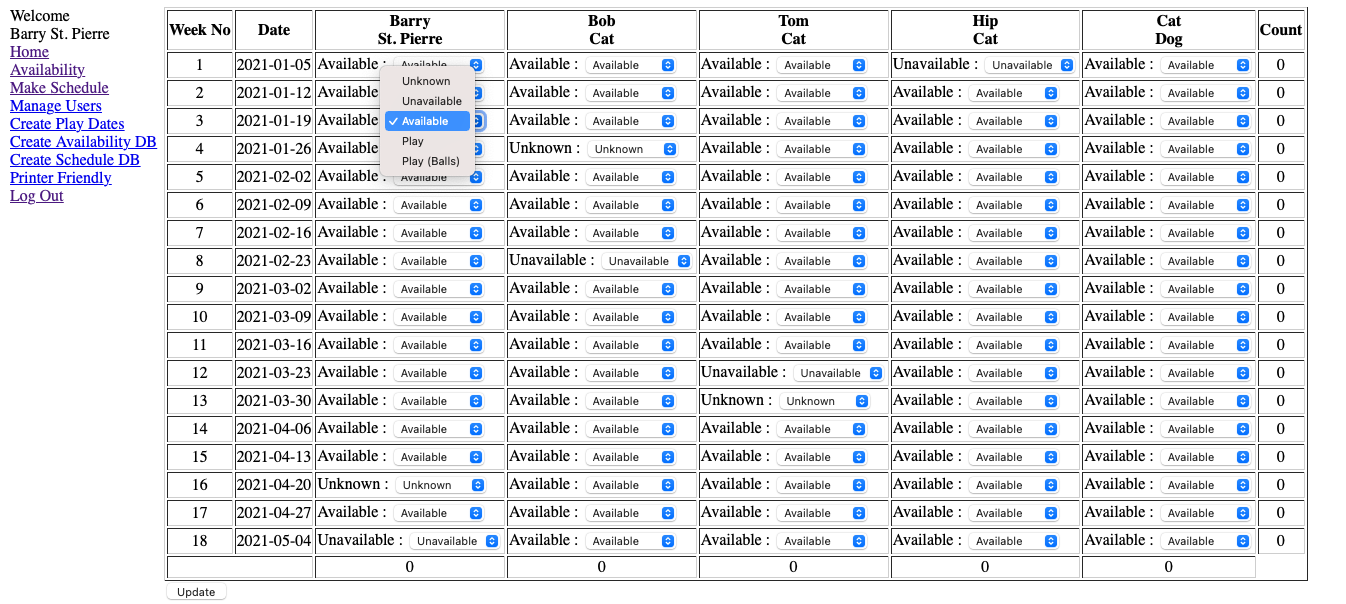 Welcome
Barry St. Pierre
Home
Availability
Make Schedule
Manage Users
Create Play Dates
Create Availability DB
Create Schedule DB
Printer Friendly
Log Out
Week No Date Barry St. Pierre Bob Cat Tom Cat Hip Cat Cat Dog Count
1 2021-01-05 Available : Available Available : Available Available : Available Unavailable : Unavailable Available : Available 0
2 2021-01-12 Available Available : Available Available : Available Available : Available Available : Available 0
3 2021-01-19 Available Available : Available Available : Available Available : Available Available : Available 0
4 2021-01-26 Available Unknown : Unknown Available : Available Available : Available Available : Available 0
5 2021-02-02 Available : Available Available : Available Available : Available Available : Available Available : Available 0
Unknown
Unavailable
✓ Available
Play
Play (Balls)
6 2021-02-09 Available : Available Available : Available Available : Available Available : Available Available : Available 0
7 2021-02-16 Available : Available Available : Available Available : Available Available : Available Available : Available 0
8 2021-02-23 Available : Available Unavailable : Unavailable Available : Available Available : Available Available : Available 0
9 2021-03-02 Available : Available Available : Available Available : Available Available : Available Available : Available 0
10 2021-03-09 Available : Available Available : Available Available : Available Available : Available Available : Available 0
11 2021-03-16 Available : Available Available : Available Available : Available Available : Available Available : Available 0
12 2021-03-23 Available : Available Available : Available Unavailable : Unavailable Available : Available Available : Available 0
13 2021-03-30 Available : Available Available : Available Unknown : Unknown Available : Available Available : Available 0
14 2021-04-06 Available : Available Available : Available Available : Available Available : Available Available : Available 0
15 2021-04-13 Available : Available Available : Available Available : Available Available : Available Available : Available 0
16 2021-04-20 Unknown : Unknown Available : Available Available : Available Available : Available Available : Available 0
17 2021-04-27 Available : Available Available : Available Available : Available Available : Available Available : Available 0
18 2021-05-04 Unavailable : Unavailable Available : Available Available : Available Available : Available Available : Available 0
0 0 0 0 0
Update